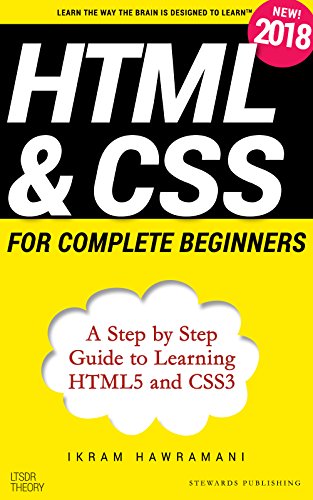 LEARN THE WAY THE BRAIN IS DESIGNED TO LEARN™
NEW!
2018
HTML
& CSS
FOR COMPLETE BEGINNERS
A Step by Step
Guide to Learning
HTML5 and CSS3
IKRAM HAWRAMANI
LTSDR
THEORY
STEWARDS PUBLISHING